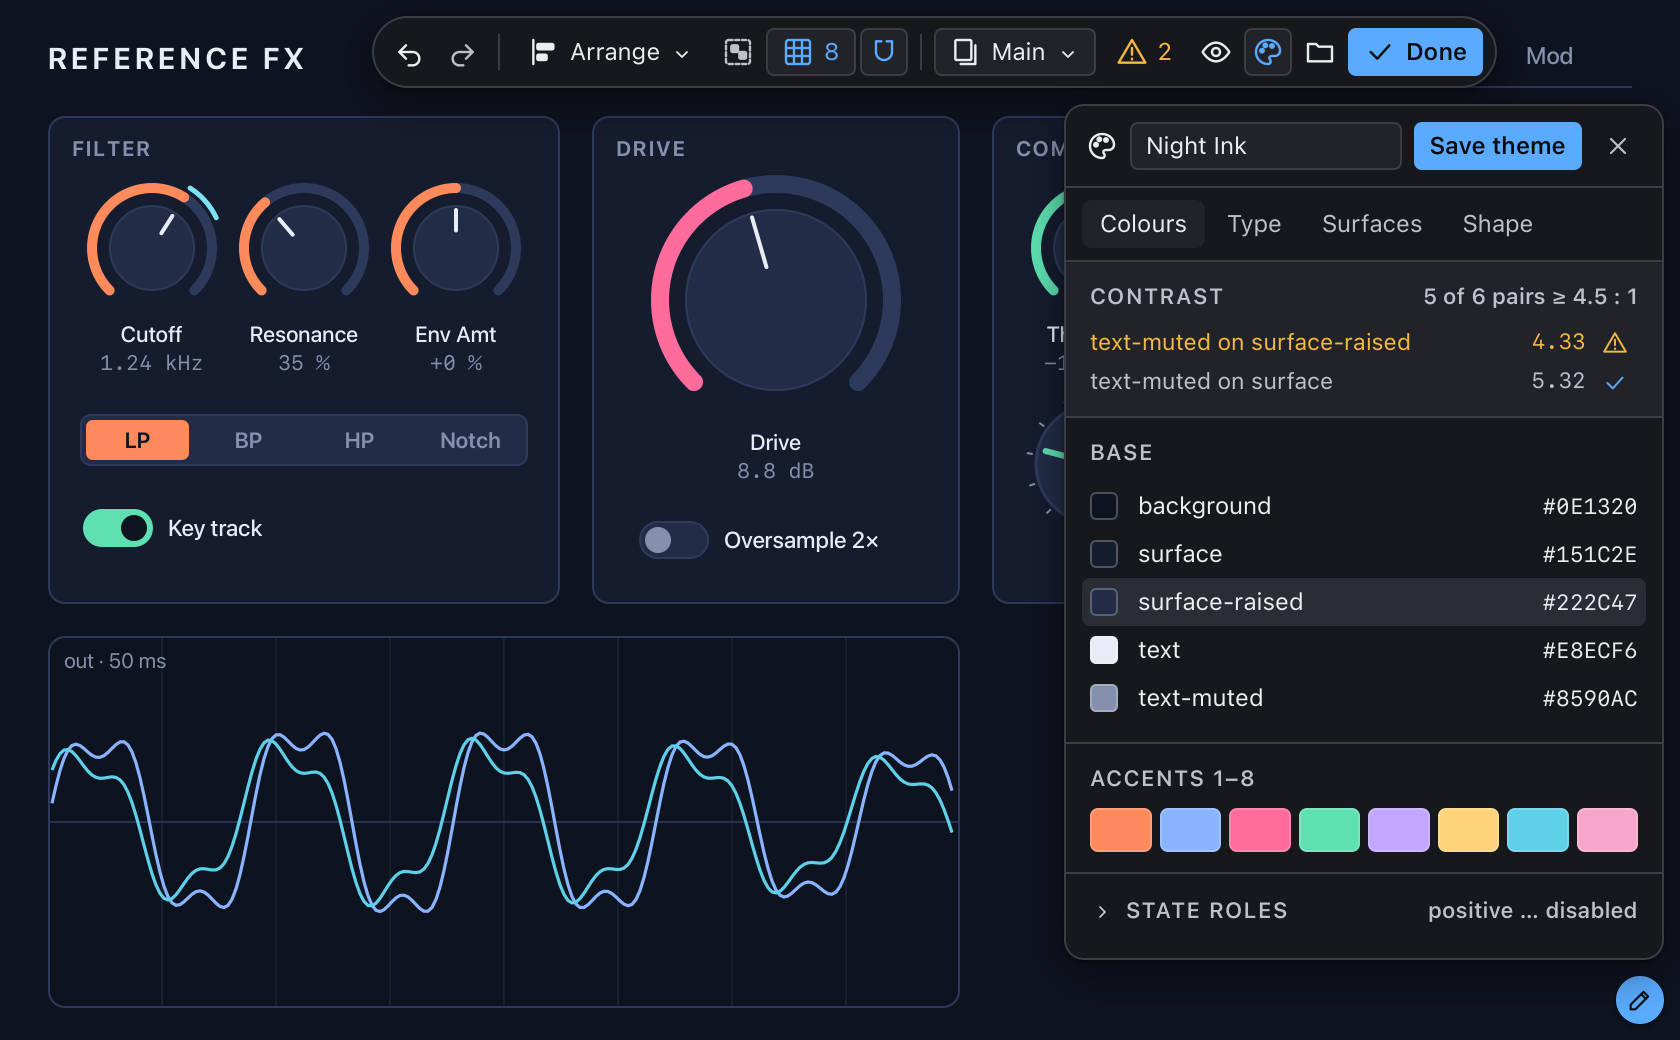 REFERENCE FX
Arrange
8
Main
2
Done
Mod
FILTER
Cutoff
1.24 kHz
Resonance
35 %
Env Amt
+0 %
LP
BP
HP
Notch
Key track
DRIVE
Drive
8.8 dB
Oversample 2×
out · 50 ms
Night Ink
Save theme
Colours
Type
Surfaces
Shape
CONTRAST
5 of 6 pairs ≥ 4.5 : 1
text-muted on surface-raised 4.33
text-muted on surface 5.32
BASE
background #0E1320
surface #151C2E
surface-raised #222C47
text #E8ECF6
text-muted #8590AC
ACCENTS 1–8
STATE ROLES
positive ... disabled